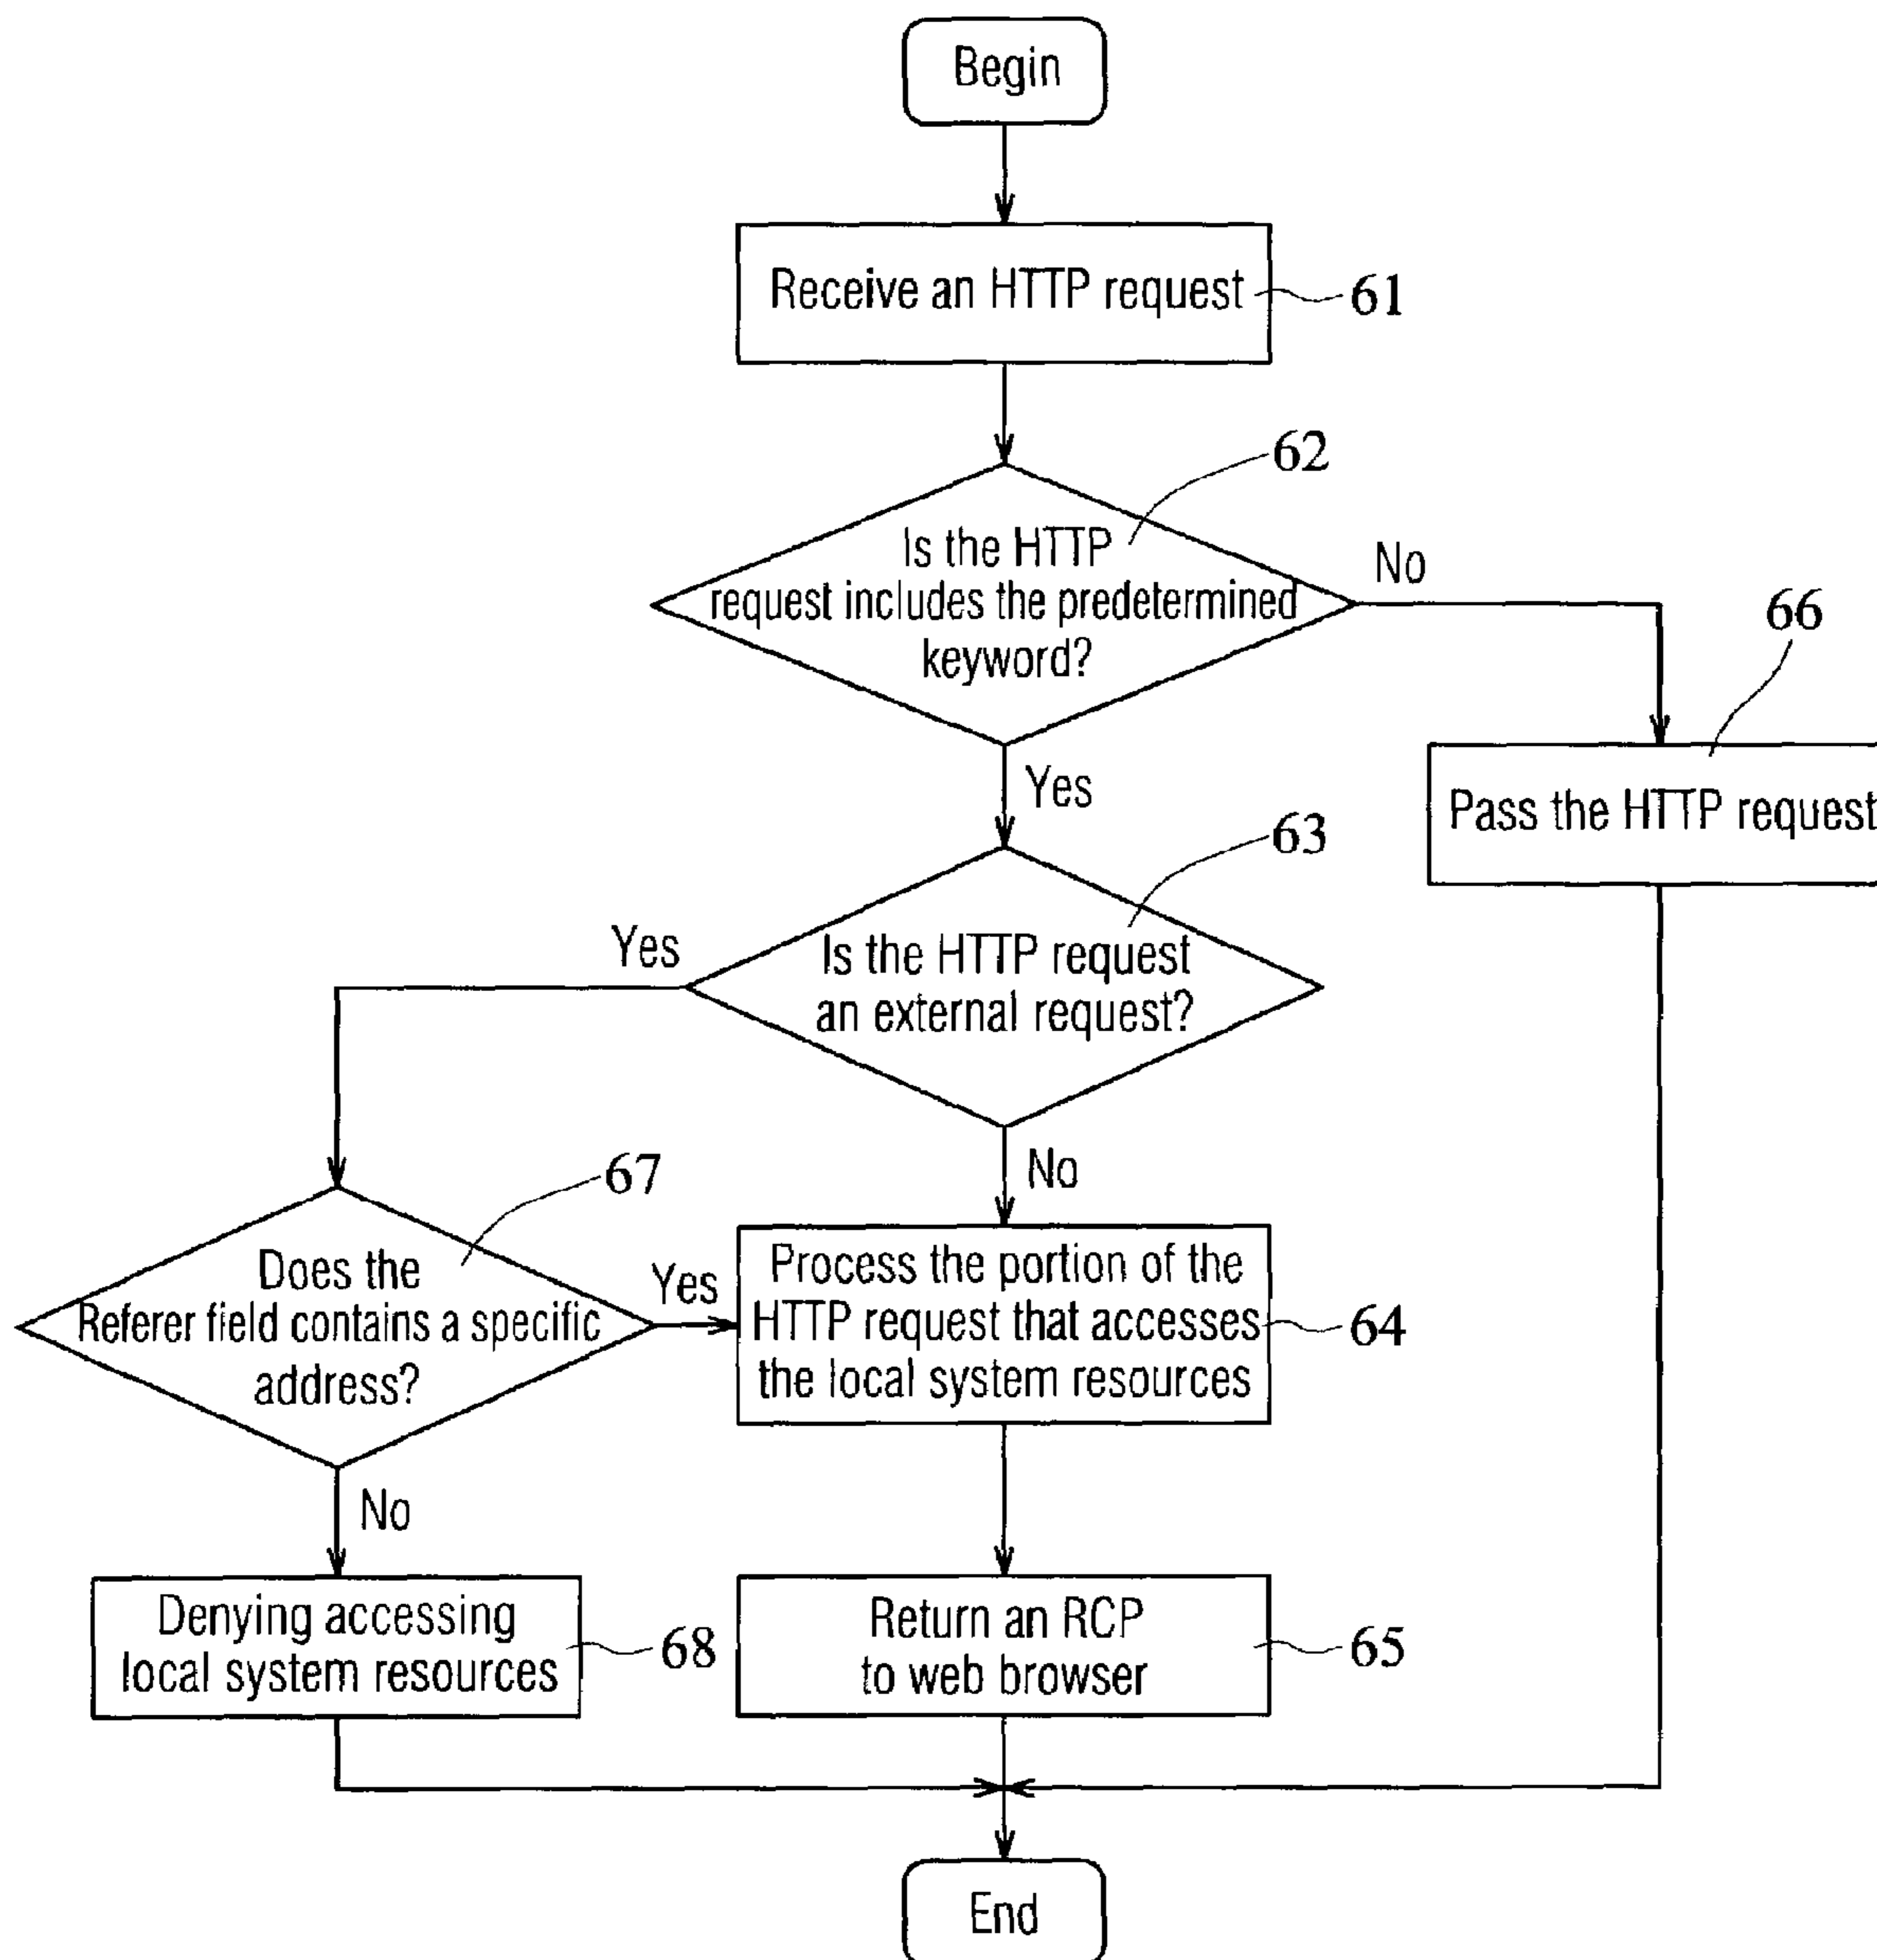 Begin
Receive an HTTP request
61
62
Is the HTTP
request includes the predetermined
keyword?
No
66
Yes
Pass the HTTP request
63
Yes
Is the HTTP request
an external request?
67
No
Does the
Referer field contains a specific
address?
Yes
Process the portion of the
HTTP request that accesses
the local system resources
64
No
Denying accessing
local system resources
68
Return an RCP
to web browser
65
End